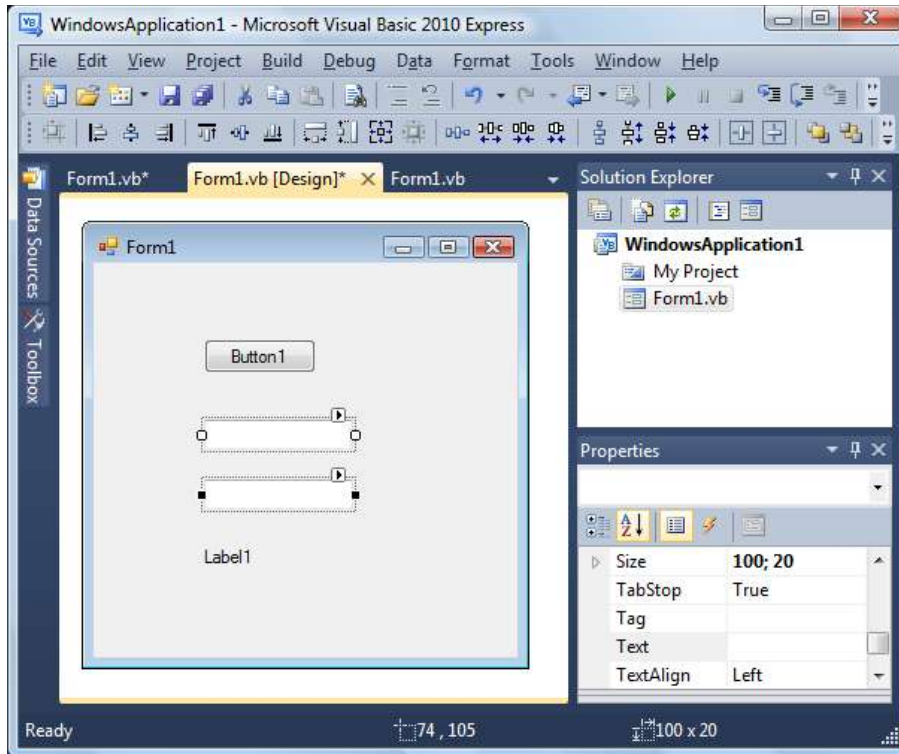 WindowsApplication1 - Microsoft Visual Basic 2010 Express
File Edit View Project Build Debug Data Format Tools Window Help
Form1.vb* Form1.vb [Design]* Form1.vb
Solution Explorer
Data Sources
Toolbox
Form1
Button1
Label1
WindowsApplication1
My Project
Form1.vb
Properties
Size 100; 20
TabStop True
Tag
Text
TextAlign Left
Ready 74 , 105 100 x 20